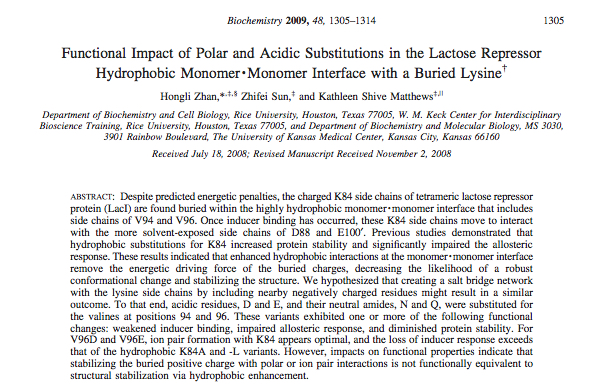 Biochemistry 2009, 48, 1305–1314 1305
Functional Impact of Polar and Acidic Substitutions in the Lactose Repressor
Hydrophobic Monomer•Monomer Interface with a Buried Lysine†
Hongli Zhan,*,‡,§ Zhifei Sun,‡ and Kathleen Shive Matthews‡,||
Department of Biochemistry and Cell Biology, Rice University, Houston, Texas 77005, W. M. Keck Center for Interdisciplinary
Bioscience Training, Rice University, Houston, Texas 77005, and Department of Biochemistry and Molecular Biology, MS 3030,
3901 Rainbow Boulevard, The University of Kansas Medical Center, Kansas City, Kansas 66160
Received July 18, 2008; Revised Manuscript Received November 2, 2008
ABSTRACT: Despite predicted energetic penalties, the charged K84 side chains of tetrameric lactose repressor
protein (LacI) are found buried within the highly hydrophobic monomer•monomer interface that includes
side chains of V94 and V96. Once inducer binding has occurred, these K84 side chains move to interact
with the more solvent-exposed side chains of D88 and E100′. Previous studies demonstrated that
hydrophobic substitutions for K84 increased protein stability and significantly impaired the allosteric
response. These results indicated that enhanced hydrophobic interactions at the monomer•monomer interface
remove the energetic driving force of the buried charges, decreasing the likelihood of a robust
conformational change and stabilizing the structure. We hypothesized that creating a salt bridge network
with the lysine side chains by including nearby negatively charged residues might result in a similar
outcome. To that end, acidic residues, D and E, and their neutral amides, N and Q, were substituted for
the valines at positions 94 and 96. These variants exhibited one or more of the following functional
changes: weakened inducer binding, impaired allosteric response, and diminished protein stability. For
V96D and V96E, ion pair formation with K84 appears optimal, and the loss of inducer response exceeds
that of the hydrophobic K84A and -L variants. However, impacts on functional properties indicate that
stabilizing the buried positive charge with polar or ion pair interactions is not functionally equivalent to
structural stabilization via hydrophobic enhancement.